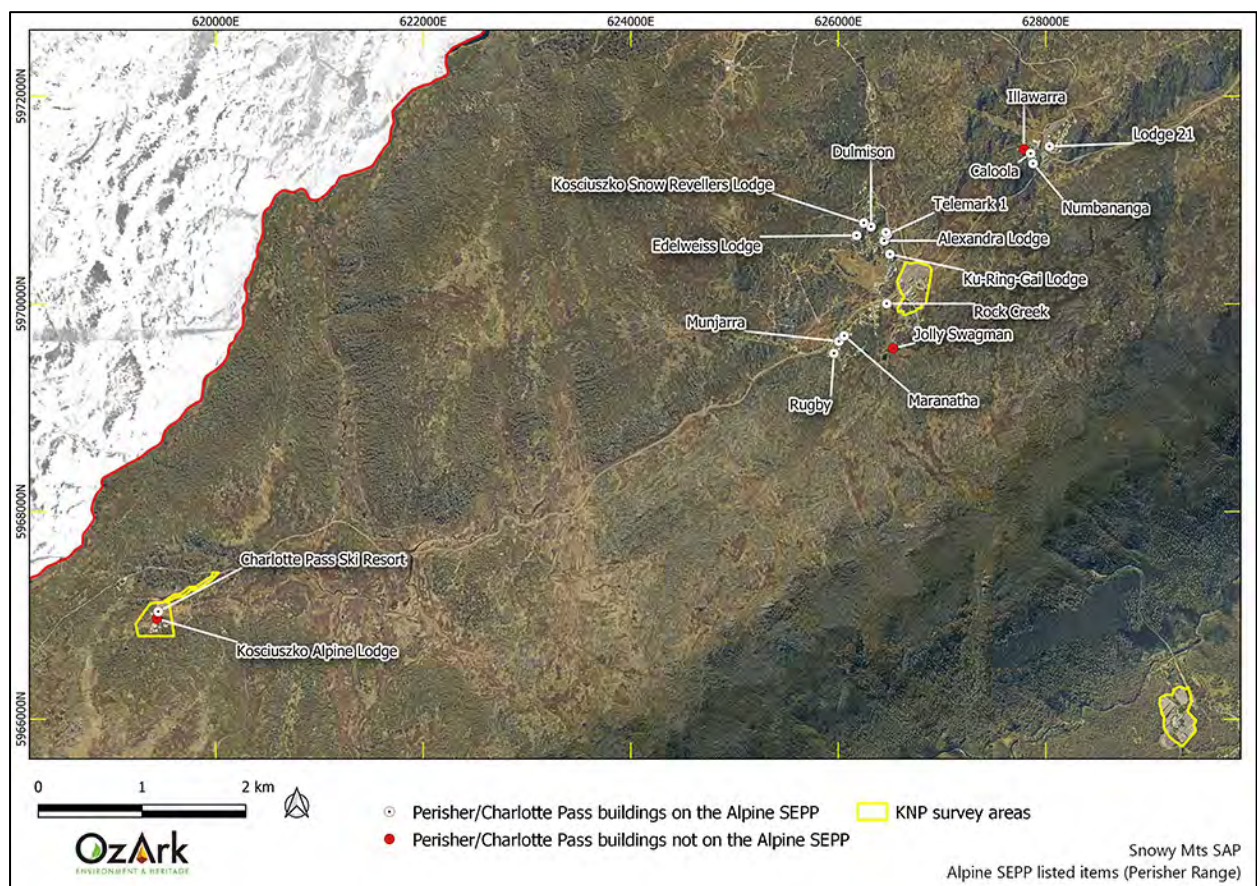 620000E
622000E
624000E
626000E
628000E
5972000N
5970000N
5968000N
5966000N
Illawarra
Lodge 21
Dulmison
Caloola
Kosciuszko Snow Revellers Lodge
Numbananga
Telemark 1
Edelweiss Lodge
Alexandra Lodge
Ku-Ring-Gai Lodge
Rock Creek
Munjarra
Jolly Swagman
Rugby
Maranatha
Charlotte Pass Ski Resort
Kosciuszko Alpine Lodge
0 1 2 km
Perisher/Charlotte Pass buildings on the Alpine SEPP
KNP survey areas
Perisher/Charlotte Pass buildings not on the Alpine SEPP
OzArk
ENVIRONMENT & HERITAGE
Snowy Mts SAP
Alpine SEPP listed items (Perisher Range)